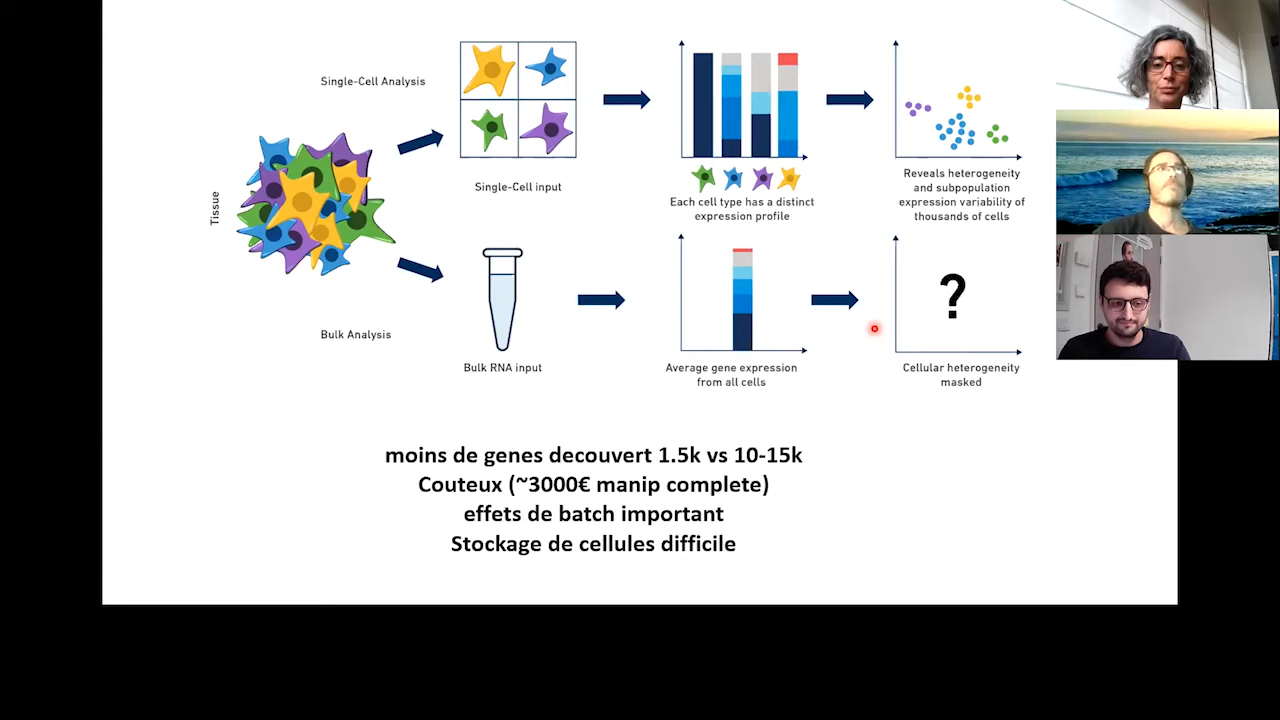 Single-Cell Analysis
Single-Cell input
Each cell type has a distinct
expression profile
Reveals heterogeneity
and subpopulation
expression variability of
thousands of cells
Tissue
Bulk Analysis
Bulk RNA input
Average gene expression
from all cells
?
Cellular heterogeneity
masked
moins de genes decouvert 1.5k vs 10-15k
Couteux (~3000€ manip complete)
effets de batch important
Stockage de cellules difficile